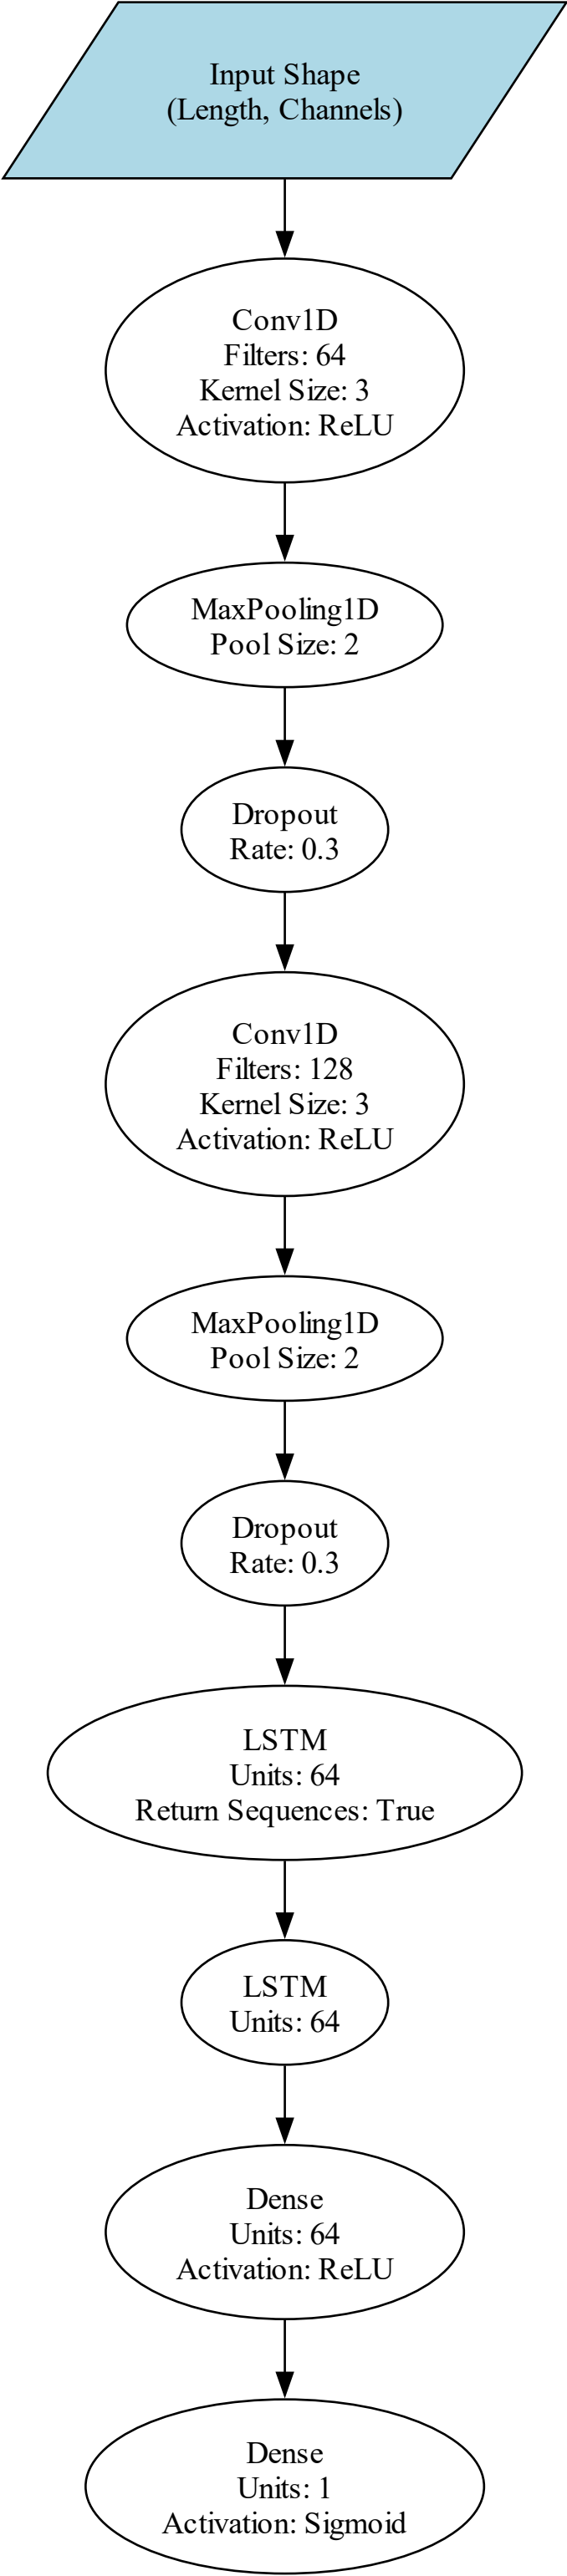 Input Shape
(Length, Channels)
Conv1D
Filters: 64
Kernel Size: 3
Activation: ReLU
MaxPooling1D
Pool Size: 2
Dropout
Rate: 0.3
Conv1D
Filters: 128
Kernel Size: 3
Activation: ReLU
MaxPooling1D
Pool Size: 2
Dropout
Rate: 0.3
LSTM
Units: 64
Return Sequences: True
LSTM
Units: 64
Dense
Units: 64
Activation: ReLU
Dense
Units: 1
Activation: Sigmoid